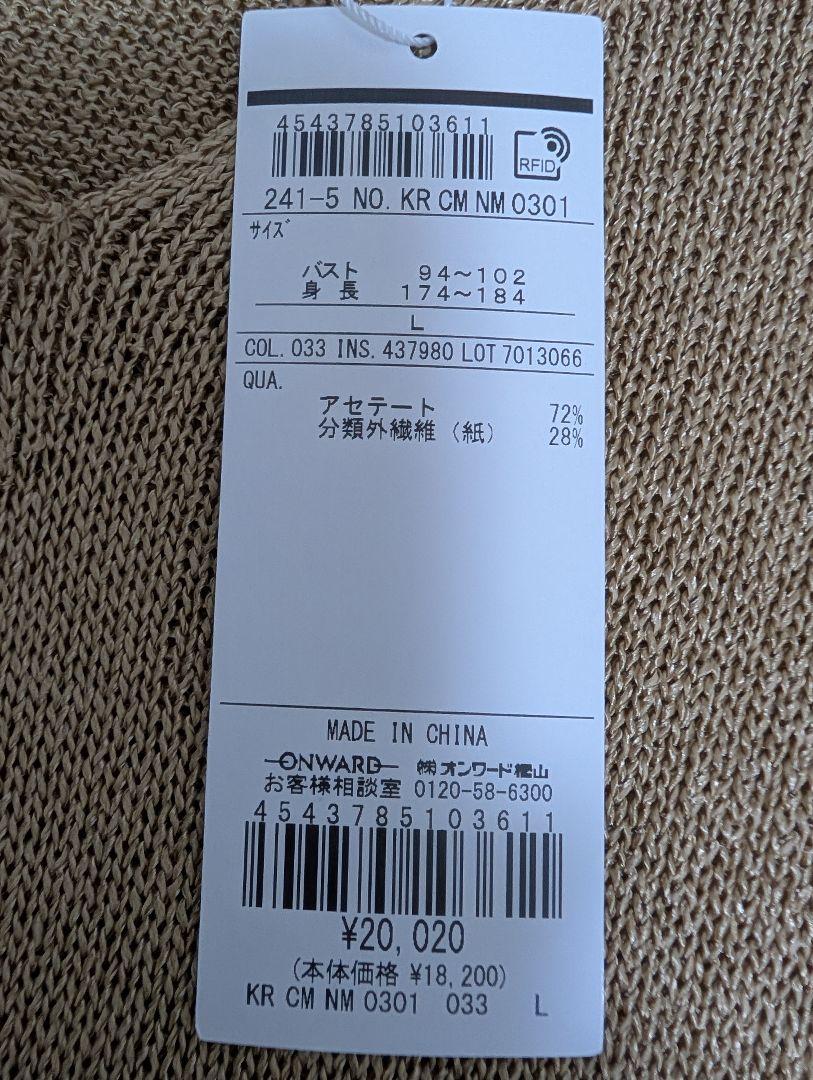 4543785103611
RFID
241-5 NO. KR CM NM 0301
サイズ
バスト 94～102
身長 174～184
L
COL. 033 INS. 437980 LOT 7013066
QUA.
アセテート 72%
分類外繊維（紙） 28%
MADE IN CHINA
ONWARD ㈱オンワード樫山
お客様相談室 0120-58-6300
4543785103611
¥20,020
(本体価格 ¥18,200)
KR CM NM 0301 033 L